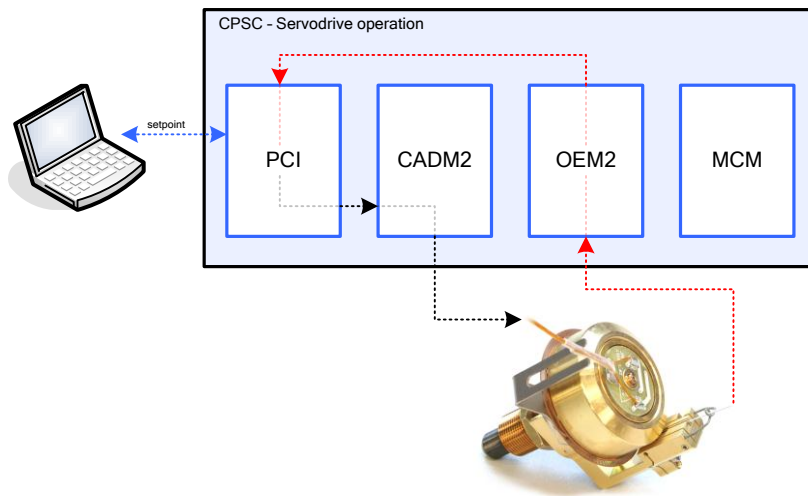 CPSC - Servodrive operation
setpoint
PCI
CADM2
OEM2
MCM